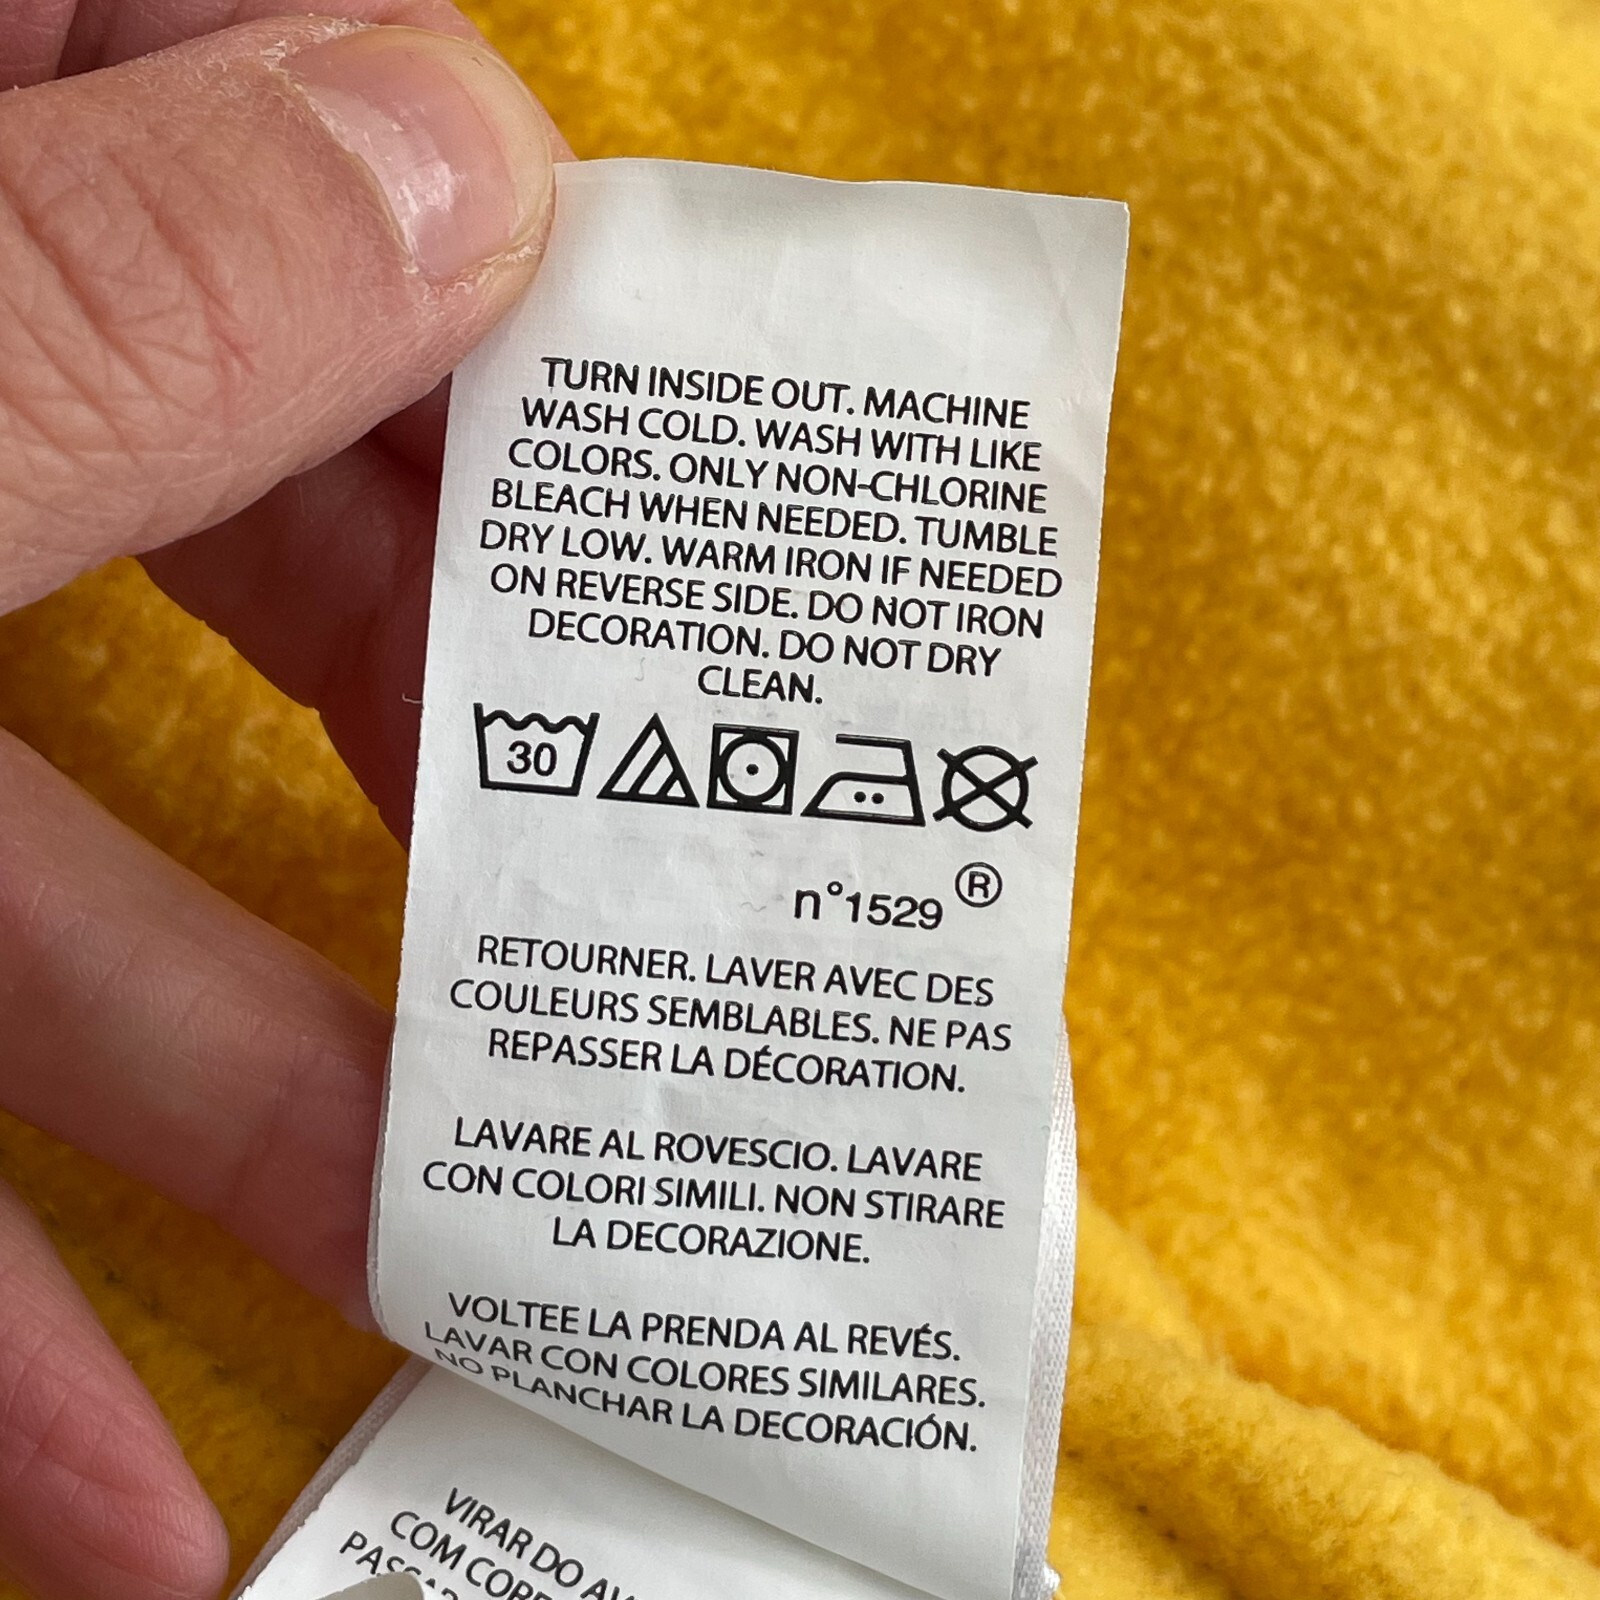 TURN INSIDE OUT. MACHINE
WASH COLD. WASH WITH LIKE
COLORS. ONLY NON-CHLORINE
BLEACH WHEN NEEDED. TUMBLE
DRY LOW. WARM IRON IF NEEDED
ON REVERSE SIDE. DO NOT IRON
DECORATION. DO NOT DRY
CLEAN.
30
n°1529 ®
RETOURNER. LAVER AVEC DES
COULEURS SEMBLABLES. NE PAS
REPASSER LA DÉCORATION.
LAVARE AL ROVESCIO. LAVARE
CON COLORI SIMILI. NON STIRARE
LA DECORAZIONE.
VOLTEE LA PRENDA AL REVÉS.
LAVAR CON COLORES SIMILARES.
NO PLANCHAR LA DECORACIÓN.
VIRAR DO
COM